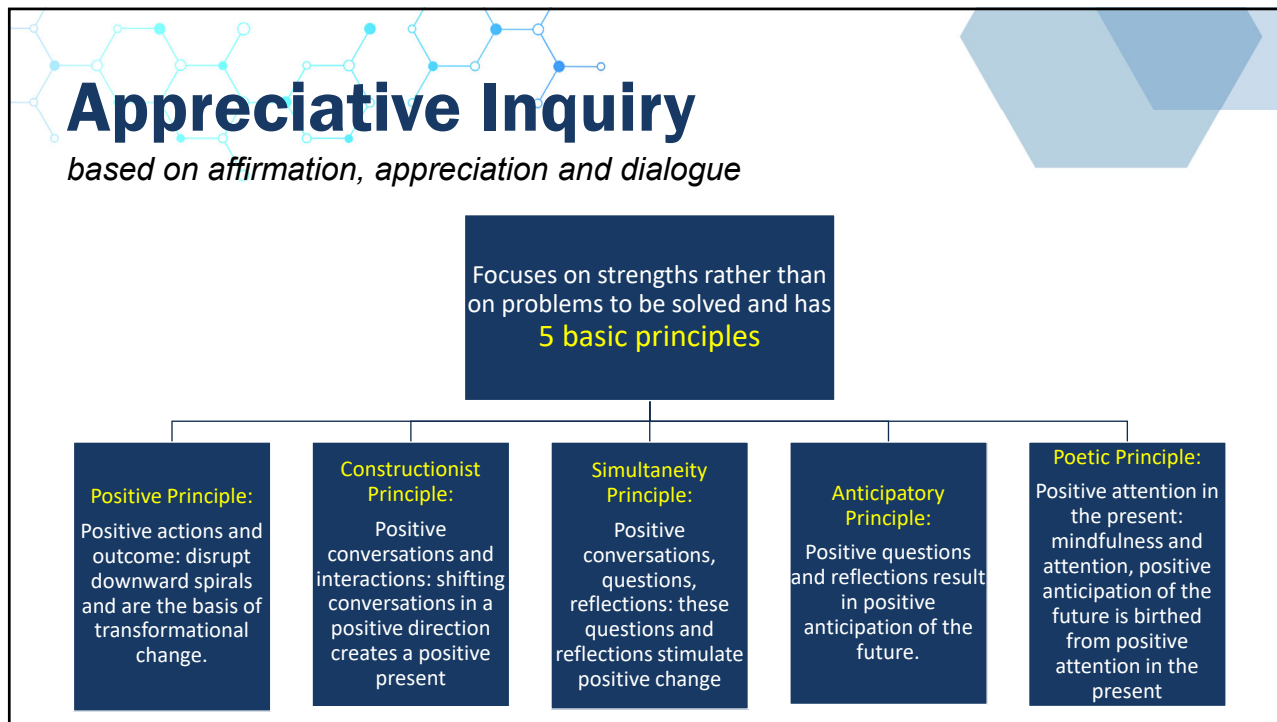 Appreciative Inquiry
based on affirmation, appreciation and dialogue
Focuses on strengths rather than
on problems to be solved and has
5 basic principles
Positive Principle:
Positive actions and
outcome: disrupt
downward spirals
and are the basis of
transformational
change.
Constructionist
Principle:
Positive
conversations and
interactions: shifting
conversations in a
positive direction
creates a positive
present
Simultaneity
Principle:
Positive
conversations,
questions,
reflections: these
questions and
reflections stimulate
positive change
Anticipatory
Principle:
Positive questions
and reflections result
in positive
anticipation of the
future.
Poetic Principle:
Positive attention in
the present:
mindfulness and
attention, positive
anticipation of the
future is birthed
from positive
attention in the
present